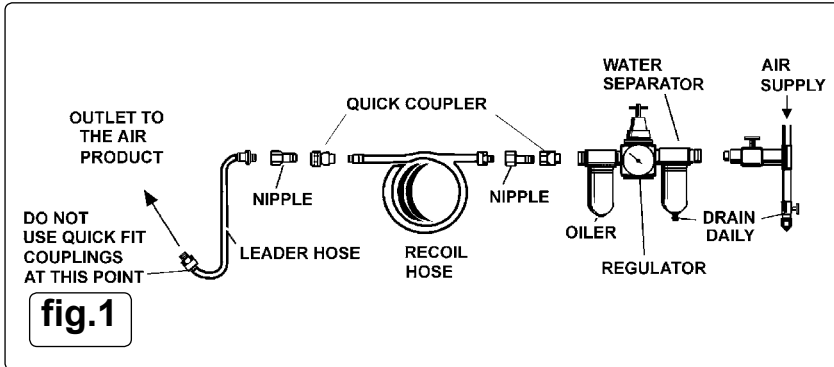 WATER
SEPARATOR
AIR
SUPPLY
QUICK COUPLER
OUTLET TO
THE AIR
PRODUCT
NIPPLE
NIPPLE
DO NOT
USE QUICK FIT
COUPLINGS
AT THIS POINT
LEADER HOSE
RECOIL
HOSE
OILER
DRAIN
DAILY
REGULATOR
fig.1